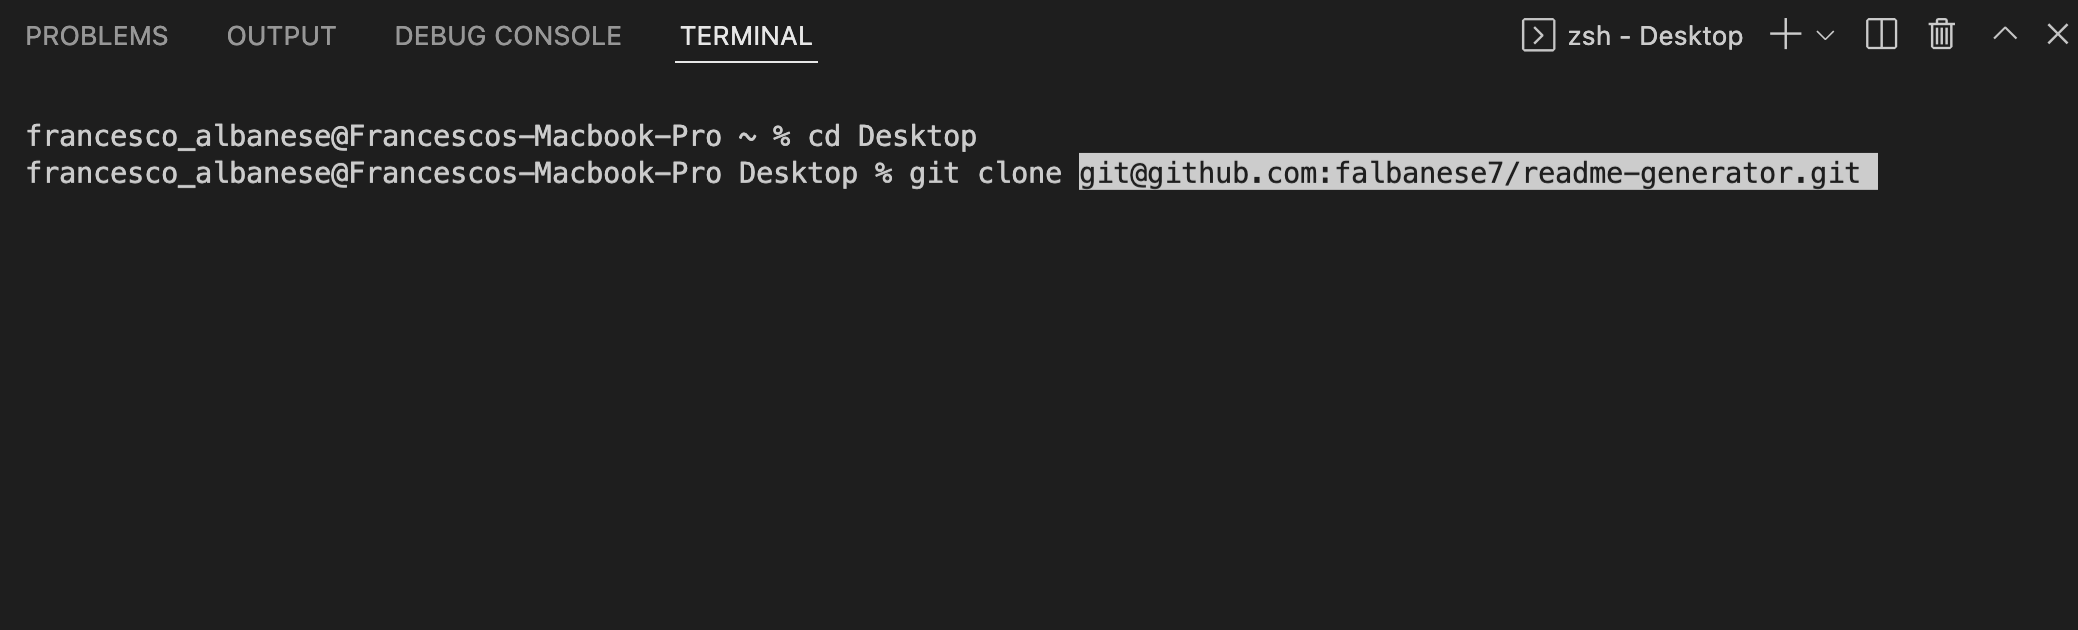 PROBLEMS OUTPUT DEBUG CONSOLE TERMINAL zsh - Desktop
francesco_albanese@Francescos-Macbook-Pro ~ % cd Desktop
francesco_albanese@Francescos-Macbook-Pro Desktop % git clone git@github.com:falbanese7/readme-generator.git